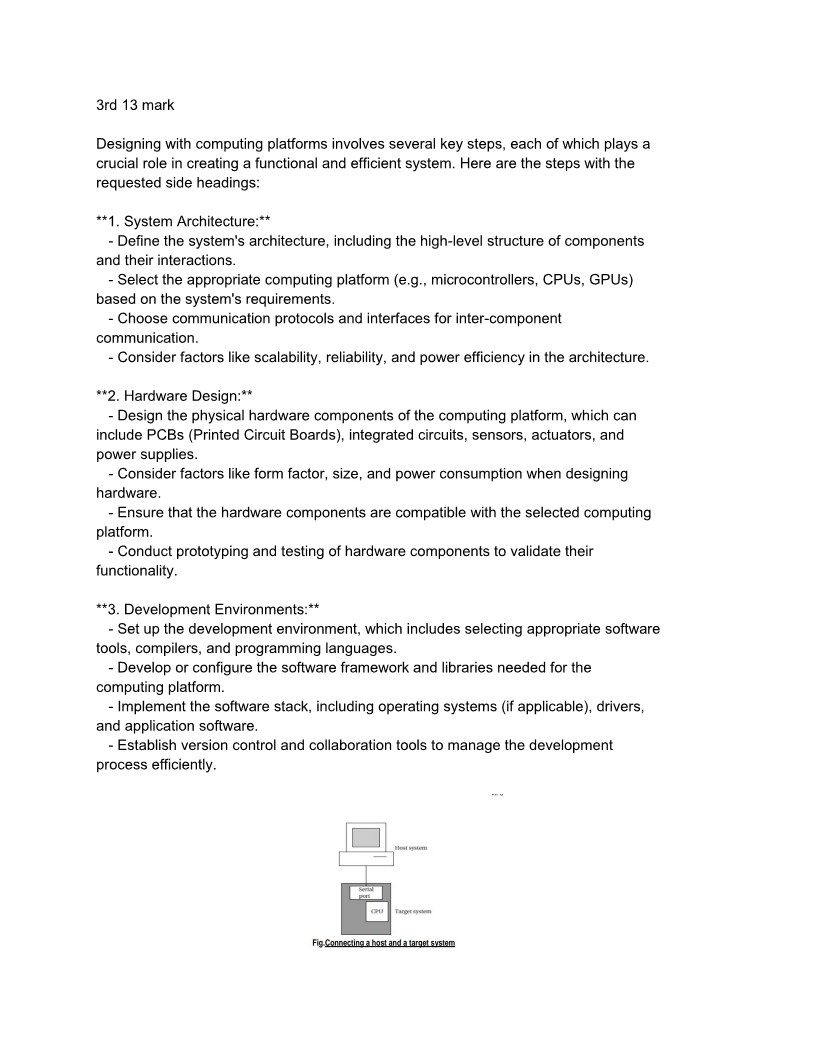 3rd 13 mark
Designing with computing platforms involves several key steps, each of which plays a
crucial role in creating a functional and efficient system. Here are the steps with the
requested side headings:
**1. System Architecture:**
- Define the system's architecture, including the high-level structure of components
and their interactions.
- Select the appropriate computing platform (e.g., microcontrollers, CPUs, GPUs)
based on the system's requirements.
- Choose communication protocols and interfaces for inter-component
communication.
- Consider factors like scalability, reliability, and power efficiency in the architecture.
**2. Hardware Design:**
- Design the physical hardware components of the computing platform, which can
include PCBs (Printed Circuit Boards), integrated circuits, sensors, actuators, and
power supplies.
- Consider factors like form factor, size, and power consumption when designing
hardware.
- Ensure that the hardware components are compatible with the selected computing
platform.
- Conduct prototyping and testing of hardware components to validate their
functionality.
**3. Development Environments:**
- Set up the development environment, which includes selecting appropriate software
tools, compilers, and programming languages.
- Develop or configure the software framework and libraries needed for the
computing platform.
- Implement the software stack, including operating systems (if applicable), drivers,
and application software.
- Establish version control and collaboration tools to manage the development
process efficiently.
Host system
Serial
port
CPU
Target system
Fig.Connecting a host and a target system